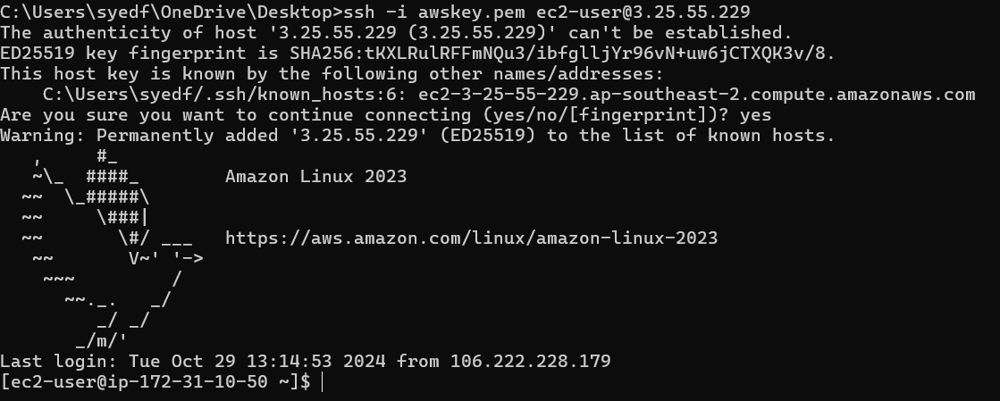 C:\Users\syedf\OneDrive\Desktop>ssh -i awskey.pem ec2-user@3.25.55.229
The authenticity of host '3.25.55.229 (3.25.55.229)' can't be established.
ED25519 key fingerprint is SHA256:tKXLRulRFFmNQu3/ibfglljYr96vN+uw6jCTXQK3v/8.
This host key is known by the following other names/addresses:
    C:\Users\syedf/.ssh/known_hosts:6: ec2-3-25-55-229.ap-southeast-2.compute.amazonaws.com
Are you sure you want to continue connecting (yes/no/[fingerprint])? yes
Warning: Permanently added '3.25.55.229' (ED25519) to the list of known hosts.
   ,     #_
   ~\_  ####_        Amazon Linux 2023
  ~~  \_#####\
  ~~     \###|
  ~~       \#/ ___   https://aws.amazon.com/linux/amazon-linux-2023
   ~~       V~' '->
    ~~~         /
      ~~._.   _/
         _/ _/
       _/m/'
Last login: Tue Oct 29 13:14:53 2024 from 106.222.228.179
[ec2-user@ip-172-31-10-50 ~]$